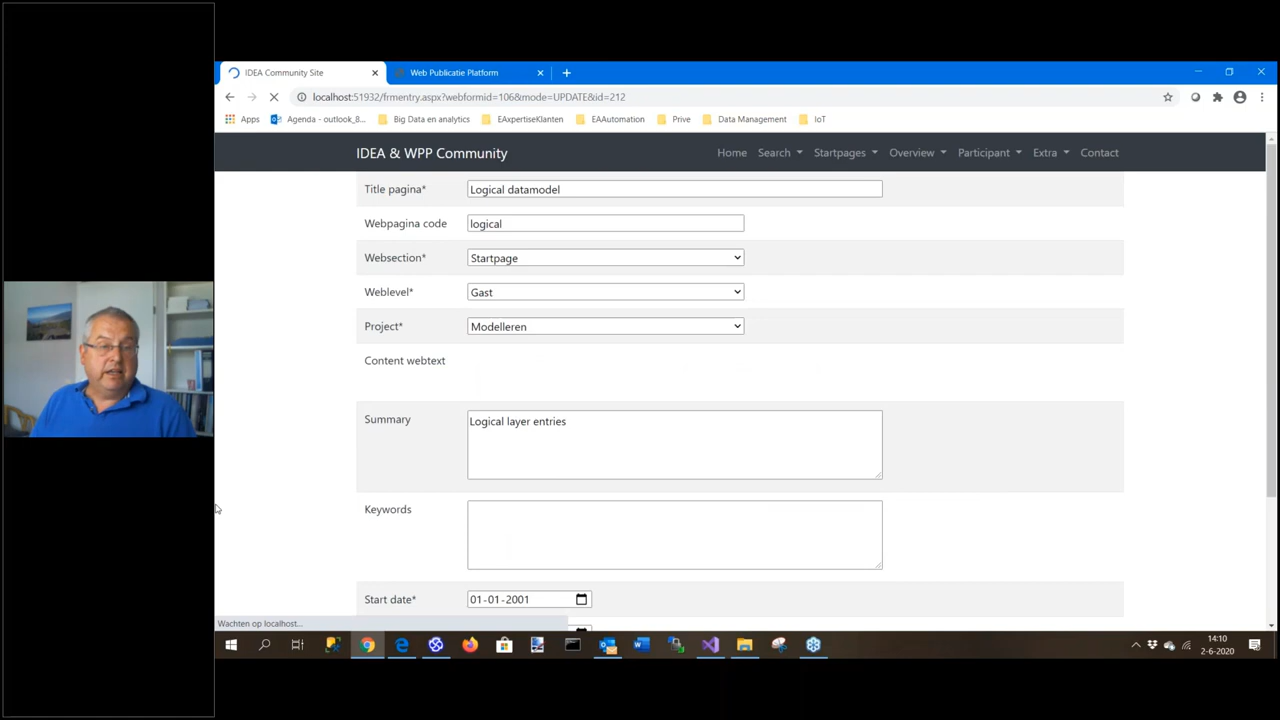 IDEA Community Site
Web Publicatie Platform
localhost:51932/frmentry.aspx?webformid=106&mode=UPDATE&id=212
Apps
Agenda - outlook_8...
Big Data en analytics
EAxpertiseKlanten
EAAutomation
Prive
Data Management
IoT
IDEA & WPP Community
Home
Search
Startpages
Overview
Participant
Extra
Contact
Title pagina*
Logical datamodel
Webpagina code
logical
Websection*
Startpage
Weblevel*
Gast
Project*
Modelleren
Content webtext
Summary
Logical layer entries
Keywords
Start date*
01-01-2001
Wachten op localhost...
14:10
2-6-2020